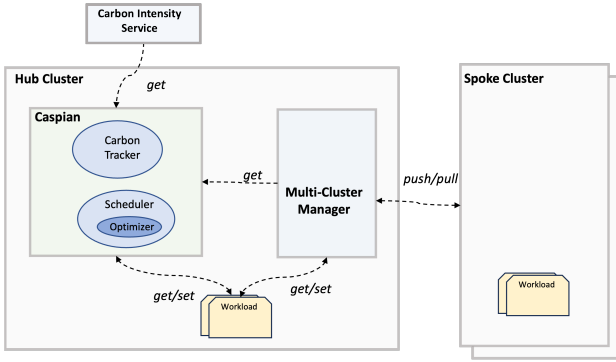 Carbon Intensity
Service
Hub Cluster
get
Caspian
Carbon
Tracker
Scheduler
Optimizer
get
Multi-Cluster
Manager
push/pull
Spoke Cluster
get/set
get/set
Workload
Workload